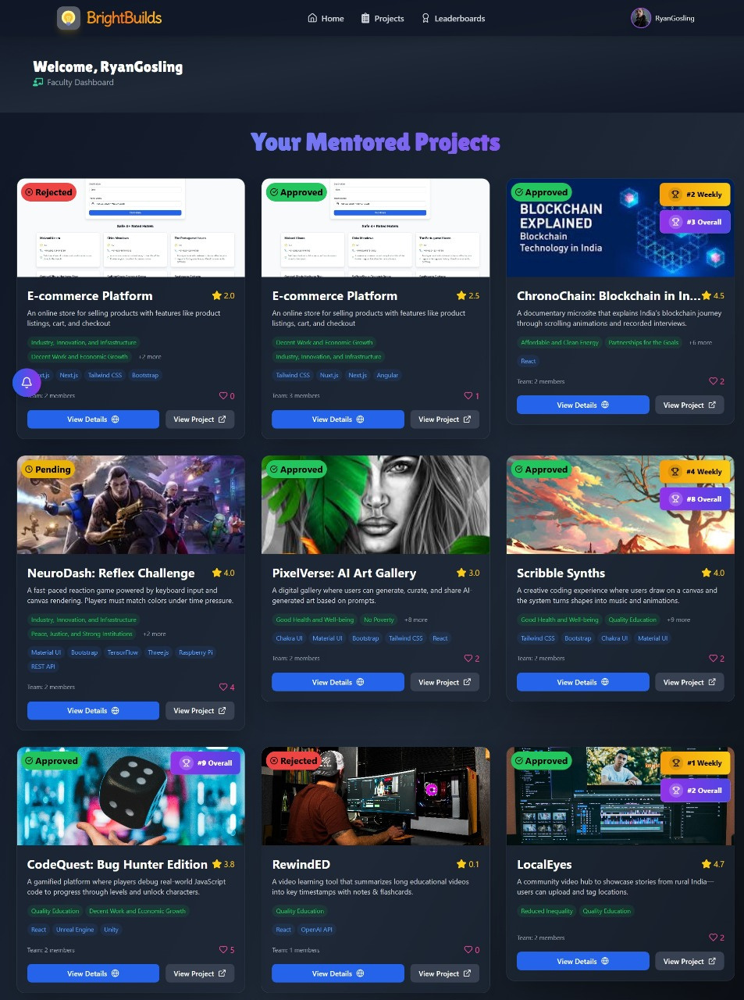 BrightBuilds
Home
Projects
Leaderboards
RyanGosling
Welcome, RyanGosling
Faculty Dashboard
Your Mentored Projects
Rejected
Safe 4+ Rated Hotels
E-commerce Platform
2.0
An online store for selling products with features like product
listings, cart, and checkout
Industry, Innovation, and Infrastructure
Decent Work and Economic Growth
+2 more
Next.js
Tailwind CSS
Bootstrap
Team: 2 members
0
View Details
View Project
Approved
Safe 4+ Rated Hotels
E-commerce Platform
2.5
An online store for selling products with features like product
listings, cart, and checkout
Decent Work and Economic Growth
Industry, Innovation, and Infrastructure
Tailwind CSS
Nuxt.js
Next.js
Angular
Team: 3 members
1
View Details
View Project
Approved
#2 Weekly
#3 Overall
BLOCKCHAIN
EXPLAINED
Blockchain
Technology in India
ChronoChain: Blockchain in In...
4.5
A documentary microsite that explains India's blockchain journey
through scrolling animations and recorded interviews.
Affordable and Clean Energy
Partnerships for the Goals
+6 more
React
Team: 2 members
2
View Details
View Project
Pending
NeuroDash: Reflex Challenge
4.0
A fast-paced reaction game powered by keyboard input and
canvas rendering. Players must match colors under time pressure.
Industry, Innovation, and Infrastructure
Peace, Justice, and Strong Institutions
+2 more
Material UI
Bootstrap
TensorFlow
Three.js
Raspberry Pi
REST API
Team: 2 members
4
View Details
View Project
Approved
PixelVerse: AI Art Gallery
3.0
A digital gallery where users can generate, curate, and share AI-
generated art based on prompts.
Good Health and Well-being
No Poverty
+8 more
Chakra UI
Material UI
Bootstrap
Tailwind CSS
React
Team: 2 members
2
View Details
View Project
Approved
#4 Weekly
#8 Overall
Scribble Synths
4.0
A creative coding experience where users draw on a canvas and
the system turns shapes into music and animations.
Good Health and Well-being
Quality Education
+9 more
Tailwind CSS
Bootstrap
Chakra UI
Material UI
Team: 2 members
2
View Details
View Project
Approved
#9 Overall
CodeQuest: Bug Hunter Edition
3.8
A gamified platform where players debug real-world JavaScript
code to progress through levels and unlock characters.
Quality Education
Decent Work and Economic Growth
React
Unreal Engine
Unity
Team: 2 members
5
View Details
View Project
Rejected
RewindED
0.1
A video learning tool that summarizes long educational videos
into key timestamps with notes & flashcards.
Quality Education
React
OpenAI API
Team: 1 members
0
View Details
View Project
Approved
#1 Weekly
#2 Overall
LocalEyes
4.7
A community video hub to showcase stories from rural India—
users can upload and tag locations.
Reduced Inequality
Quality Education
Team: 2 members
2
View Details
View Project